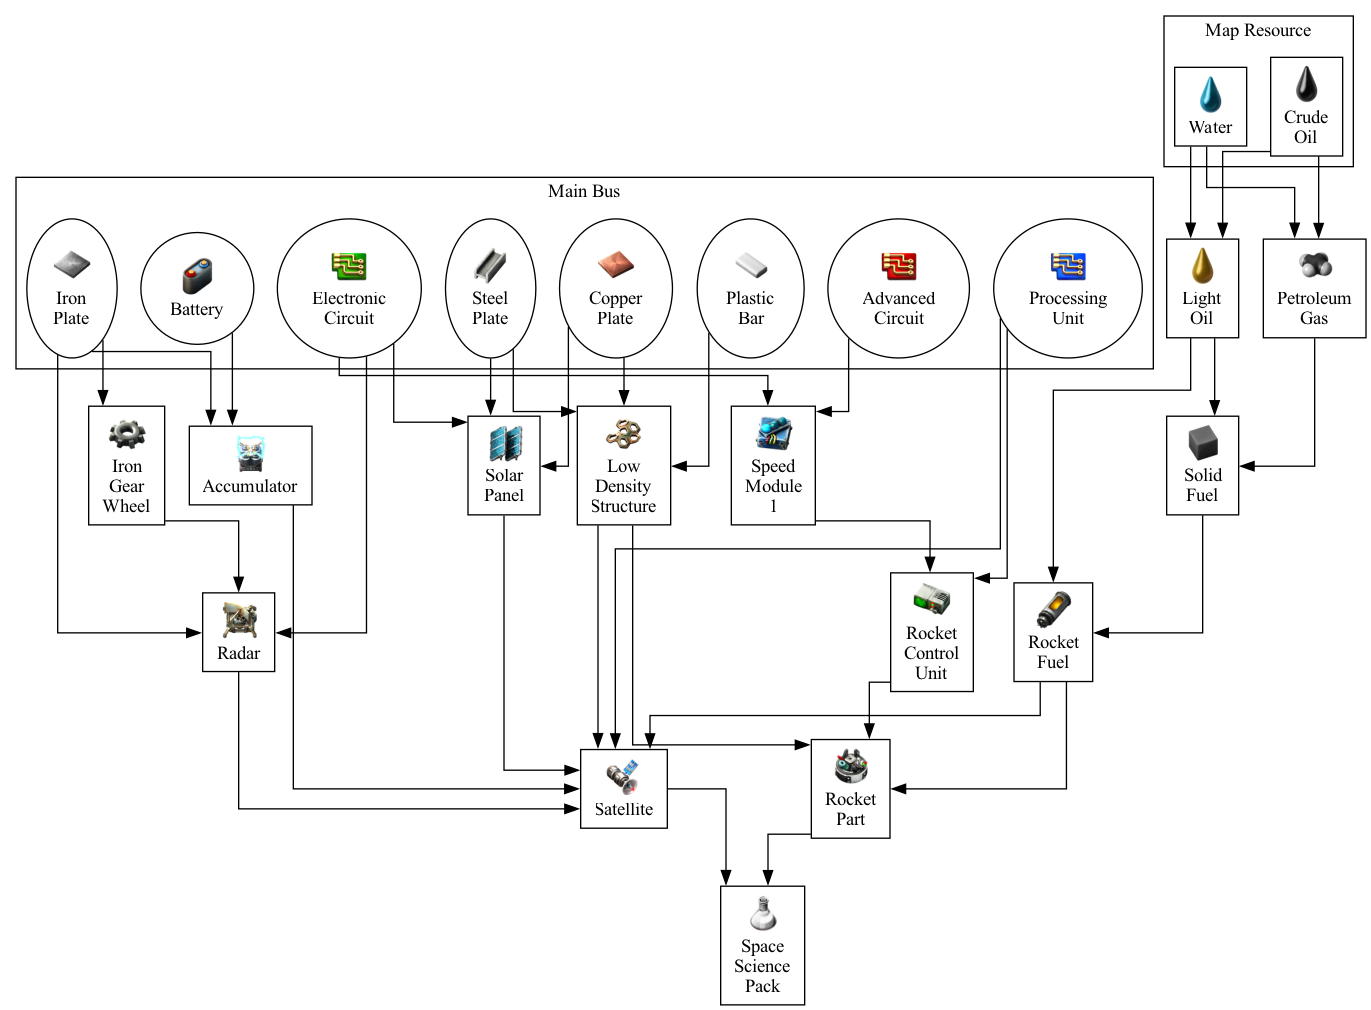 Map Resource
Water
Crude
Oil
Main Bus
Iron
Plate
Battery
Electronic
Circuit
Steel
Plate
Copper
Plate
Plastic
Bar
Advanced
Circuit
Processing
Unit
Light
Oil
Petroleum
Gas
Iron
Gear
Wheel
Accumulator
Solar
Panel
Low
Density
Structure
Speed
Module
1
Solid
Fuel
Radar
Rocket
Control
Unit
Rocket
Fuel
Satellite
Rocket
Part
Space
Science
Pack